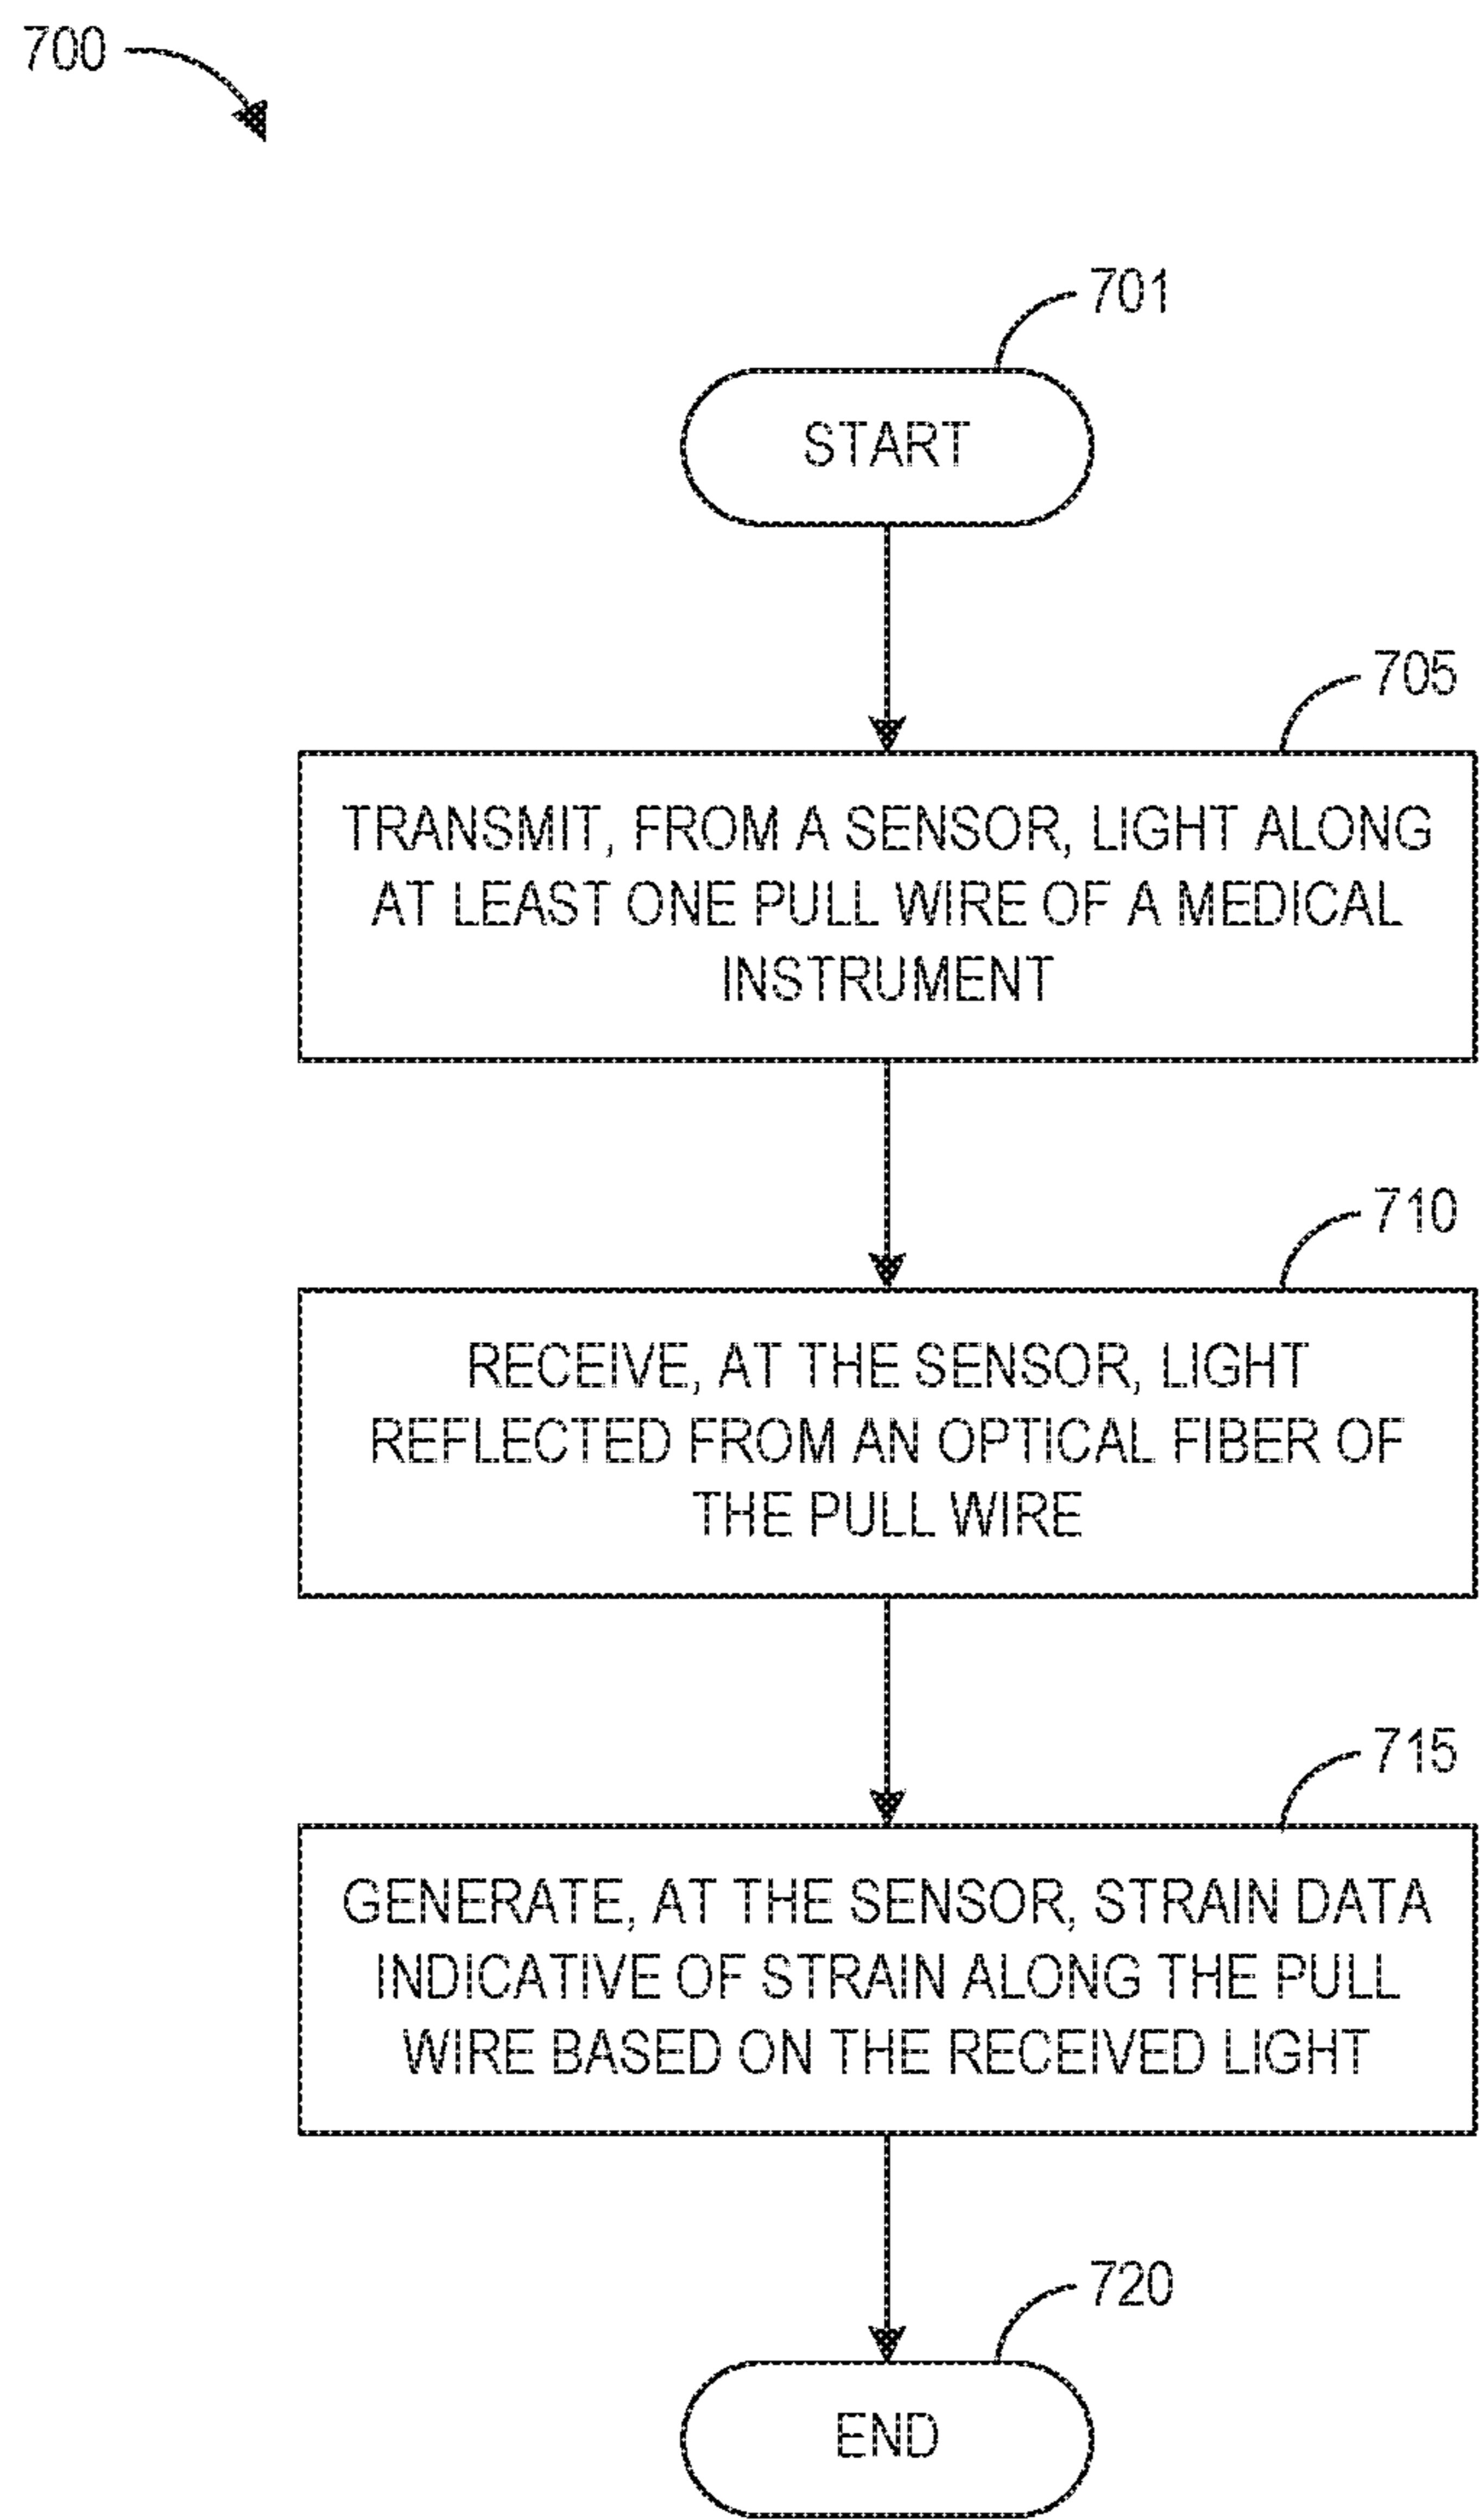 700
701
START
705
TRANSMIT, FROM A SENSOR, LIGHT ALONG
AT LEAST ONE PULL WIRE OF A MEDICAL
INSTRUMENT
710
RECEIVE, AT THE SENSOR, LIGHT
REFLECTED FROM AN OPTICAL FIBER OF
THE PULL WIRE
715
GENERATE, AT THE SENSOR, STRAIN DATA
INDICATIVE OF STRAIN ALONG THE PULL
WIRE BASED ON THE RECEIVED LIGHT
720
END